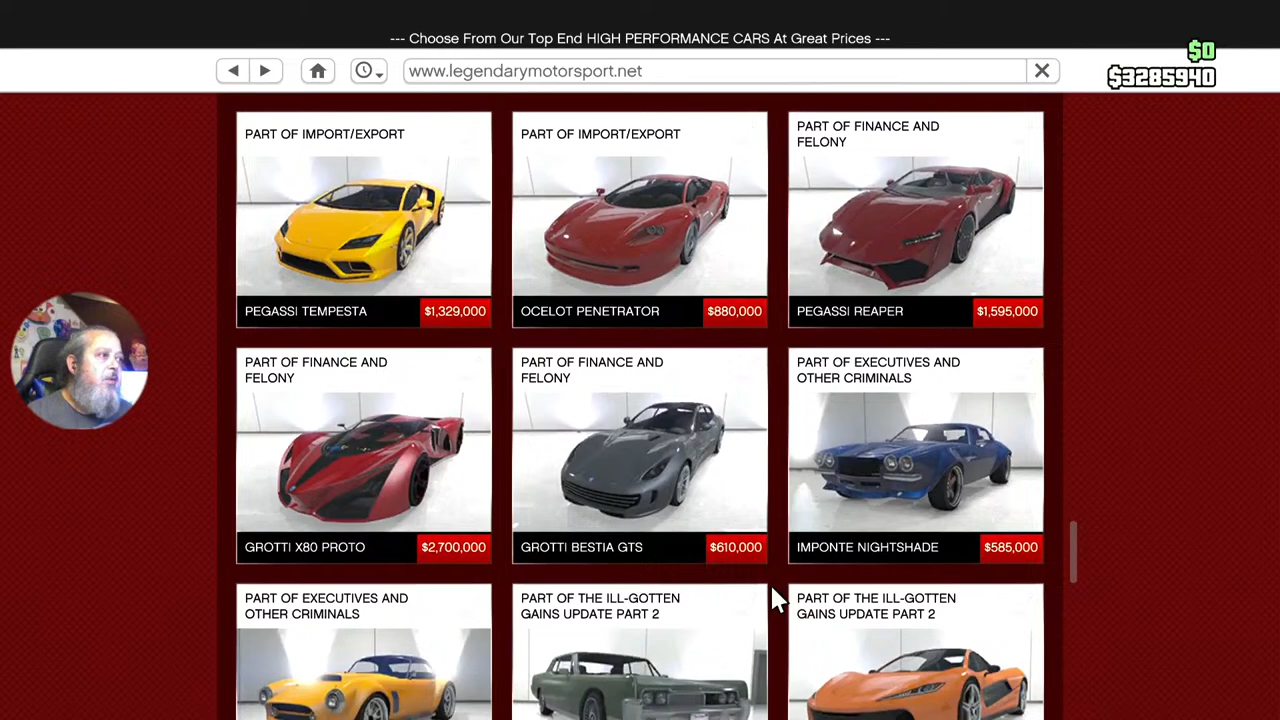 --- Choose From Our Top End HIGH PERFORMANCE CARS At Great Prices ---
$0
www.legendarymotorsport.net
$3285940
PART OF IMPORT/EXPORT
PEGASSI TEMPESTA $1,329,000
PART OF IMPORT/EXPORT
OCELOT PENETRATOR $880,000
PART OF FINANCE AND
FELONY
PEGASSI REAPER $1,595,000
PART OF FINANCE AND
FELONY
GROTTI X80 PROTO $2,700,000
PART OF FINANCE AND
FELONY
GROTTI BESTIA GTS $610,000
PART OF EXECUTIVES AND
OTHER CRIMINALS
IMPONTE NIGHTSHADE $585,000
PART OF EXECUTIVES AND
OTHER CRIMINALS
PART OF THE ILL-GOTTEN
GAINS UPDATE PART 2
PART OF THE ILL-GOTTEN
GAINS UPDATE PART 2